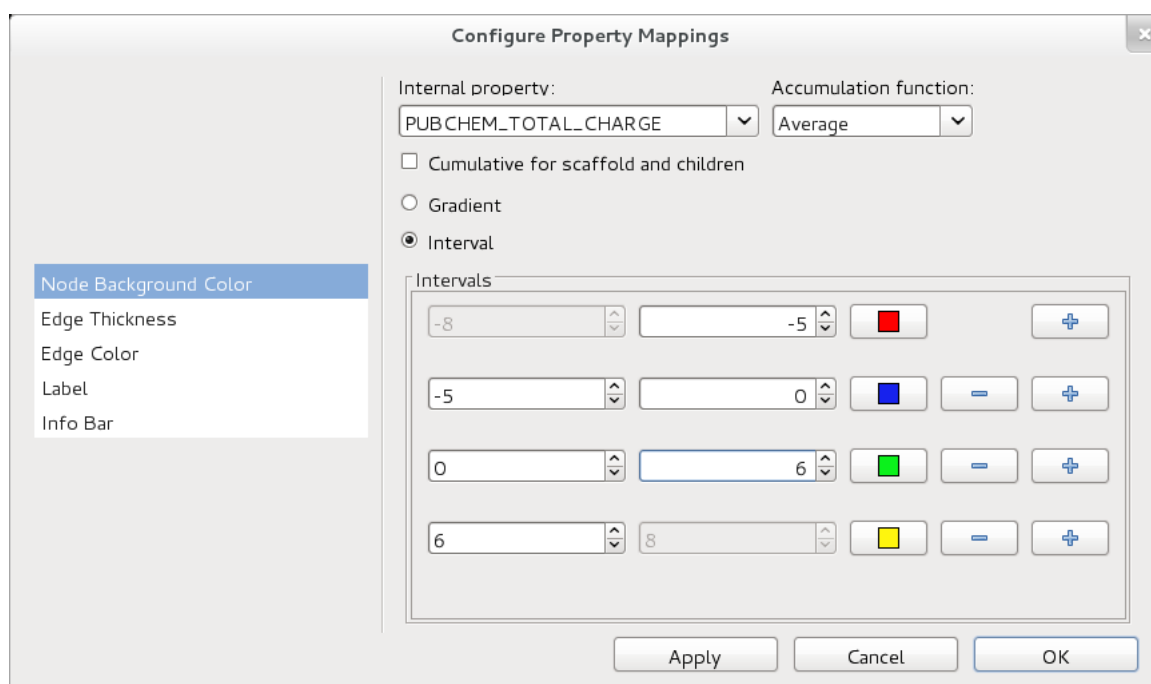 Configure Property Mappings
Internal property:
Accumulation function:
PUBCHEM_TOTAL_CHARGE
Average
Cumulative for scaffold and children
Gradient
Interval
Node Background Color
Edge Thickness
Edge Color
Label
Info Bar
Intervals
-8 -5
-5 0
0 6
6 8
Apply Cancel OK